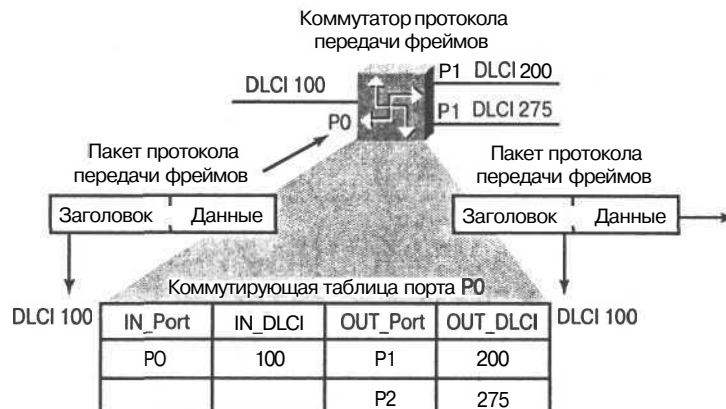 Коммутатор протокола
передачи фреймов
DLCI 100
P1 DLCI 200
P0
P1 DLCI 275
Пакет протокола
передачи фреймов
Пакет протокола
передачи фреймов
Заголовок Данные
Заголовок Данные
Коммутирующая таблица порта P0
DLCI 100
IN_Port IN_DLCI OUT_Port OUT_DLCI
DLCI 100
P0 100 P1 200
P2 275